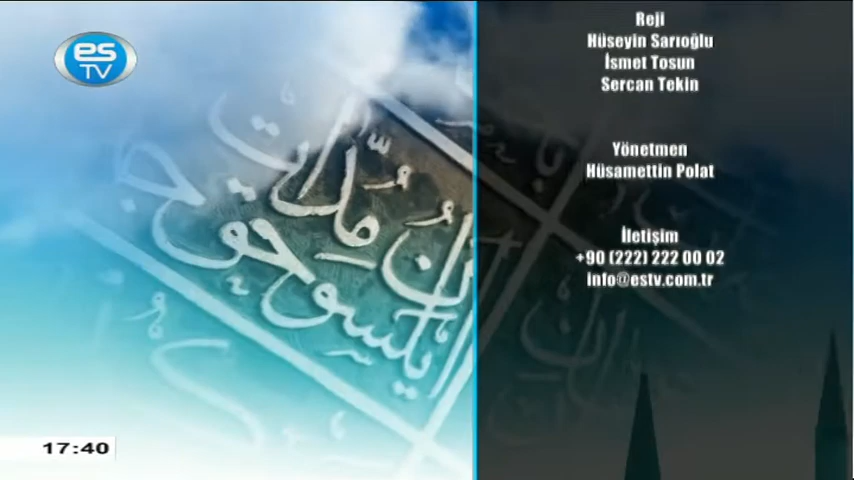 es
TV
Reji
Hüseyin Sarıoğlu
İsmet Tosun
Sercan Tekin
Yönetmen
Hüsamettin Polat
İletişim
+90 (222) 222 00 02
info@estv.com.tr
17:40